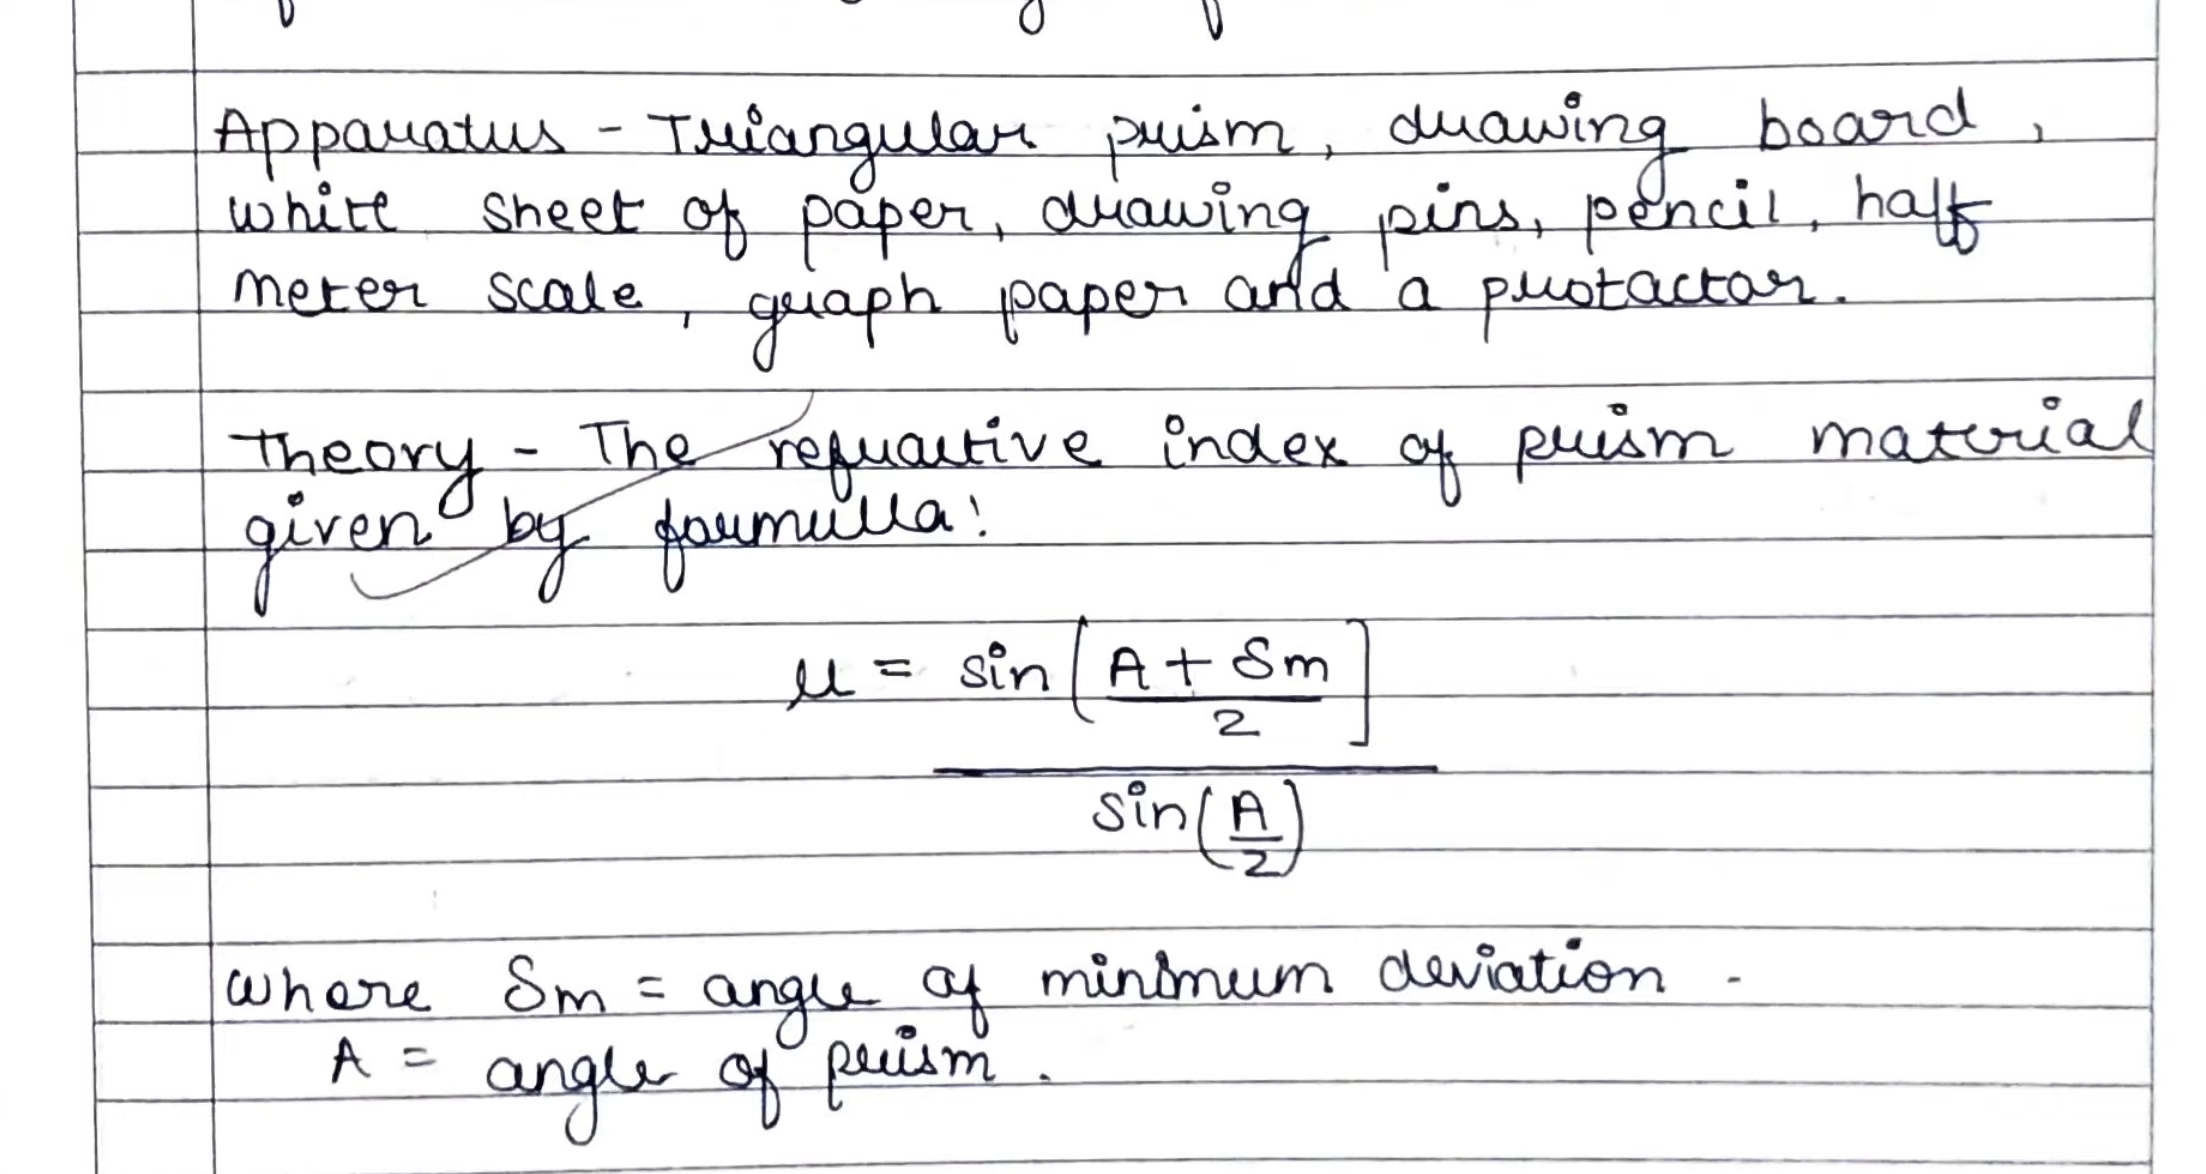 Apparatus - Triangular prism, drawing board,
white sheet of paper, drawing pins, pencil, half
meter scale, graph paper and a protactor.
Theory - The refractive index of prism material
given by formulla:
μ = sin[A + δm
2]
sin(A
2)
where δm = angle of minimum deviation.
A = angle of prism.